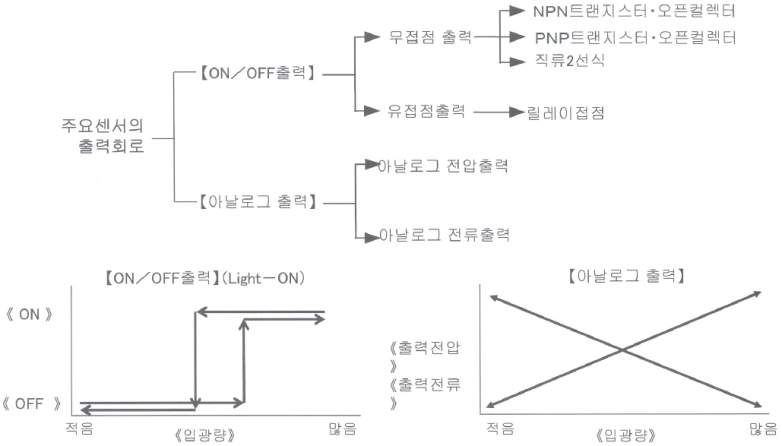 주요센서의
출력회로
【ON／OFF출력】
무접점 출력
NPN트랜지스터·오픈컬렉터
PNP트랜지스터·오픈컬렉터
직류2선식
유접점출력
릴레이접점
【아날로그 출력】
아날로그 전압출력
아날로그 전류출력
【ON／OFF출력】(Light－ON)
《 ON 》
《 OFF 》
적음
《입광량》
많음
【아날로그 출력】
《출력전압
》
《출력전류
》
적음
《입광량》
많음